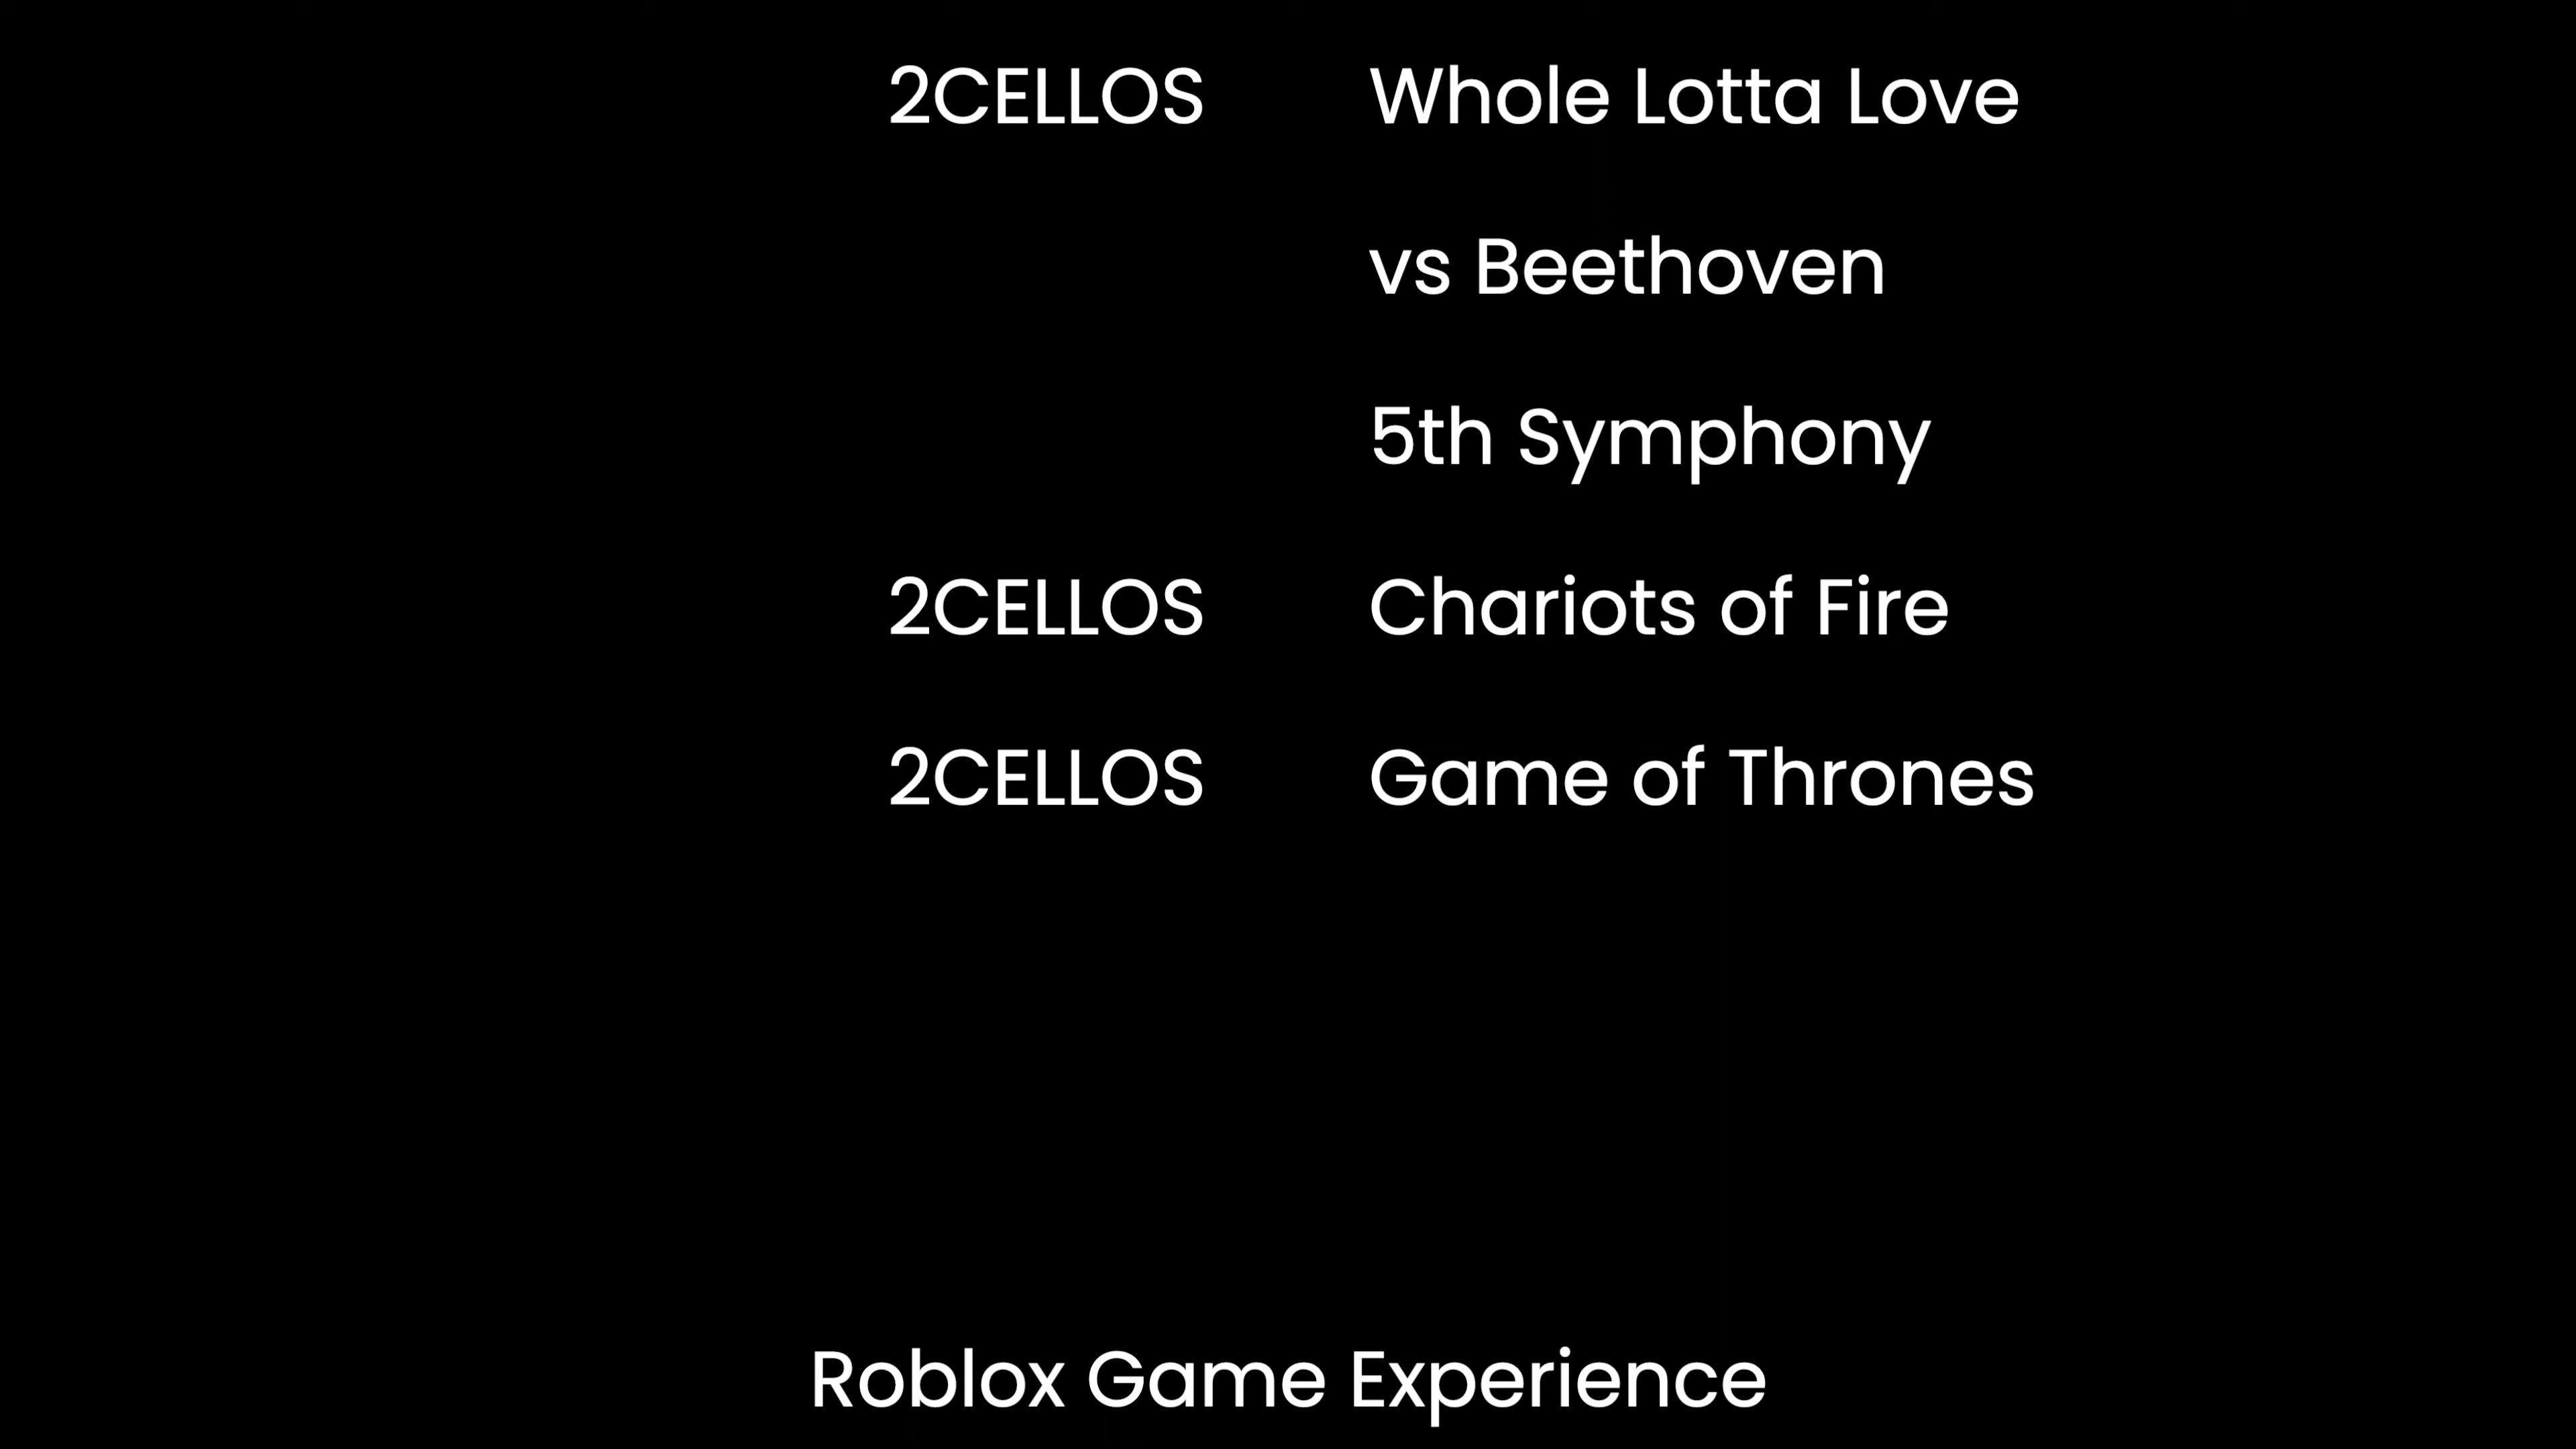 2CELLOS Whole Lotta Love
vs Beethoven
5th Symphony
2CELLOS Chariots of Fire
2CELLOS Game of Thrones
Roblox Game Experience